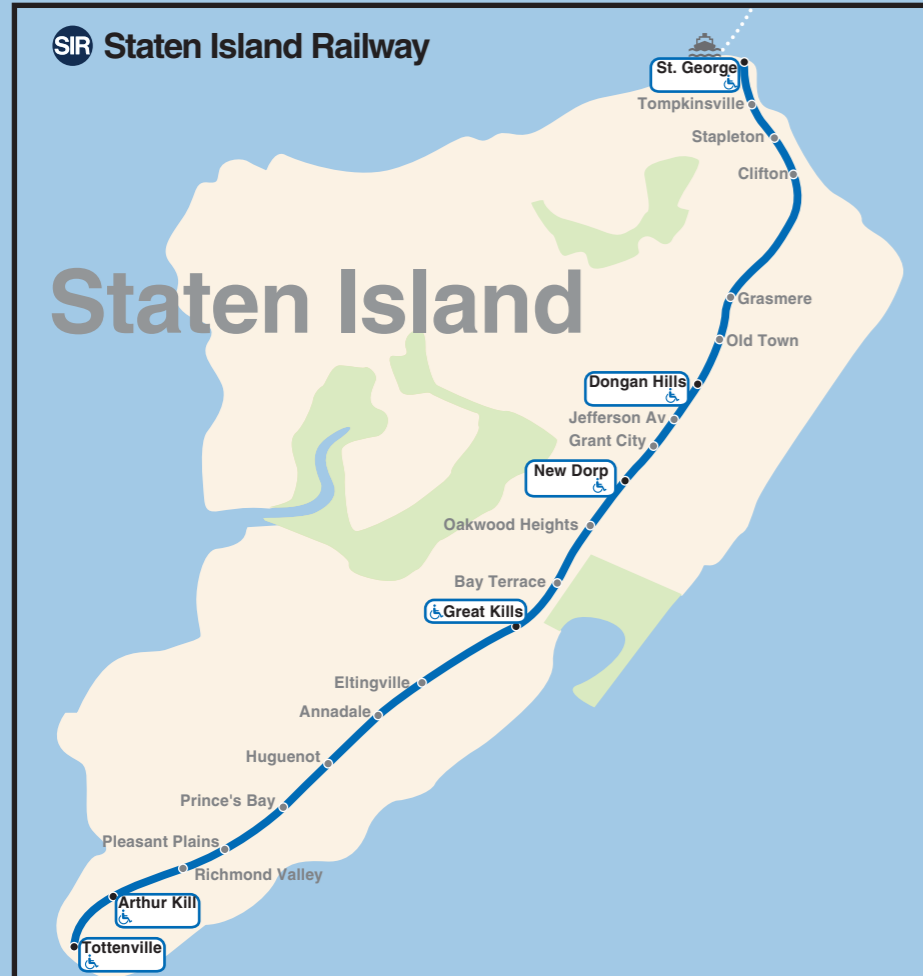 SIR Staten Island Railway
St. George
Tompkinsville
Stapleton
Clifton
Staten Island
Grasmere
Old Town
Dongan Hills
Jefferson Av
Grant City
New Dorp
Oakwood Heights
Bay Terrace
Great Kills
Eltingville
Annadale
Huguenot
Prince's Bay
Pleasant Plains
Richmond Valley
Arthur Kill
Tottenville